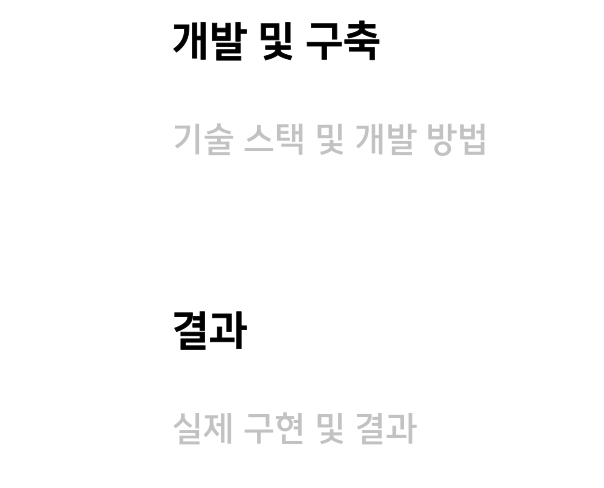 개발 및 구축
기술 스택 및 개발 방법
결과
실제 구현 및 결과